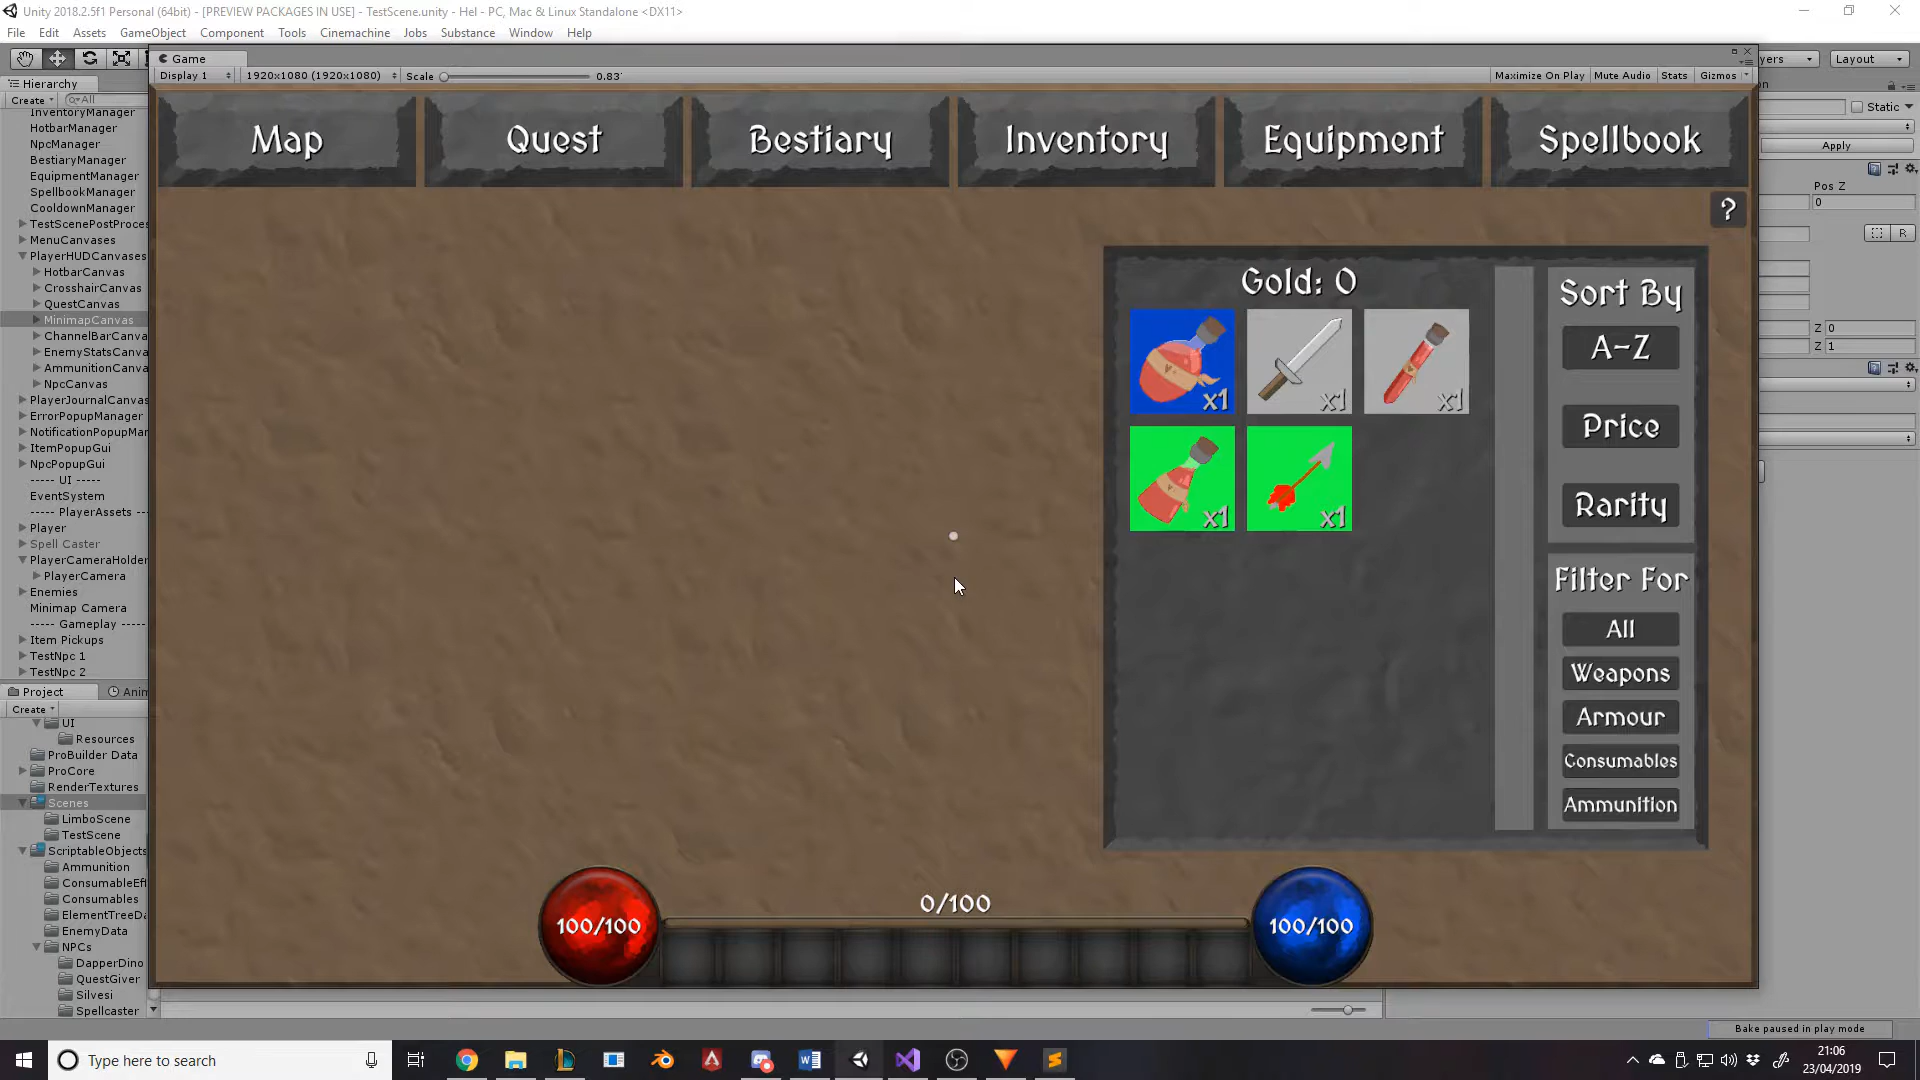 Unity 2018.2.5f1 Personal (64bit) - [PREVIEW PACKAGES IN USE] - TestScene.unity - Hel - PC, Mac & Linux Standalone <DX11>
File Edit Assets GameObject Component Tools Cinemachine Jobs Substance Window Help
Game
Layout
Display 1 1920x1080 (1920x1080) Scale 0.83 Maximize On Play Mute Audio Stats Gizmos
Hierarchy
Create All
InventoryManager
HotbarManager
NpcManager
BestiaryManager
EquipmentManager
SpellbookManager
CooldownManager
TestScenePostProces
MenuCanvases
PlayerHUDCanvases
HotbarCanvas
CrosshairCanvas
QuestCanvas
MinimapCanvas
ChannelBarCanva
EnemyStatsCanva
AmmunitionCanva
NpcCanvas
PlayerJournalCanvas
ErrorPopupManager
NotificationPopupMar
ItemPopupGui
NpcPopupGui
----- UI -----
EventSystem
----- PlayerAssets --
Player
Spell Caster
PlayerCameraHolder
PlayerCamera
Enemies
Minimap Camera
----- Gameplay -----
Item Pickups
TestNpc 1
TestNpc 2
Project Anim
Create
UI
Resources
ProBuilder Data
ProCore
RenderTextures
Scenes
LimboScene
TestScene
ScriptableObjects
Ammunition
ConsumableEff
Consumables
ElementTreeDa
EnemyData
NPCs
DapperDino
QuestGiver
Silvesi
Spellcaster
Map Quest Bestiary Inventory Equipment Spellbook
?
Gold: 0
x1 x1 x1
x1 x1
Sort By
A-Z
Price
Rarity
Filter For
All
Weapons
Armour
Consumables
Ammunition
0/100
100/100 100/100
yers
Static
Apply
Pos Z
0
R
Z 0
Z 1
Bake paused in play mode
Type here to search
21:06
23/04/2019